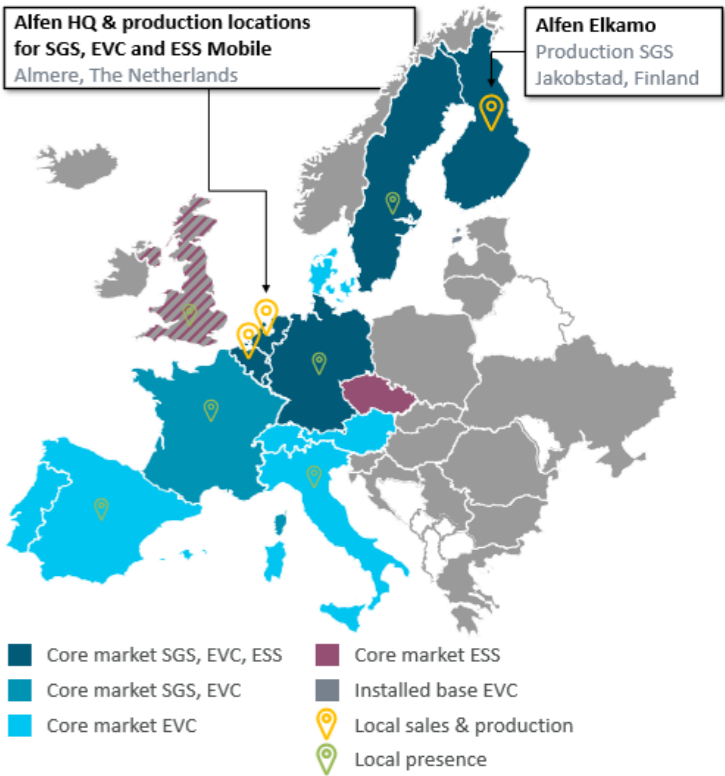 Alfen HQ & production locations
for SGS, EVC and ESS Mobile
Almere, The Netherlands
Alfen Elkamo
Production SGS
Jakobstad, Finland
Core market SGS, EVC, ESS
Core market SGS, EVC
Core market EVC
Core market ESS
Installed base EVC
Local sales & production
Local presence